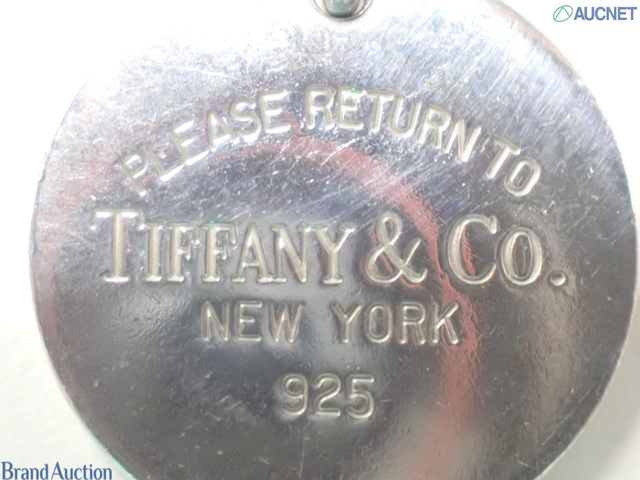 AUCNET
PLEASE RETURN TO
TIFFANY & CO.
NEW YORK
925
Brand Auction